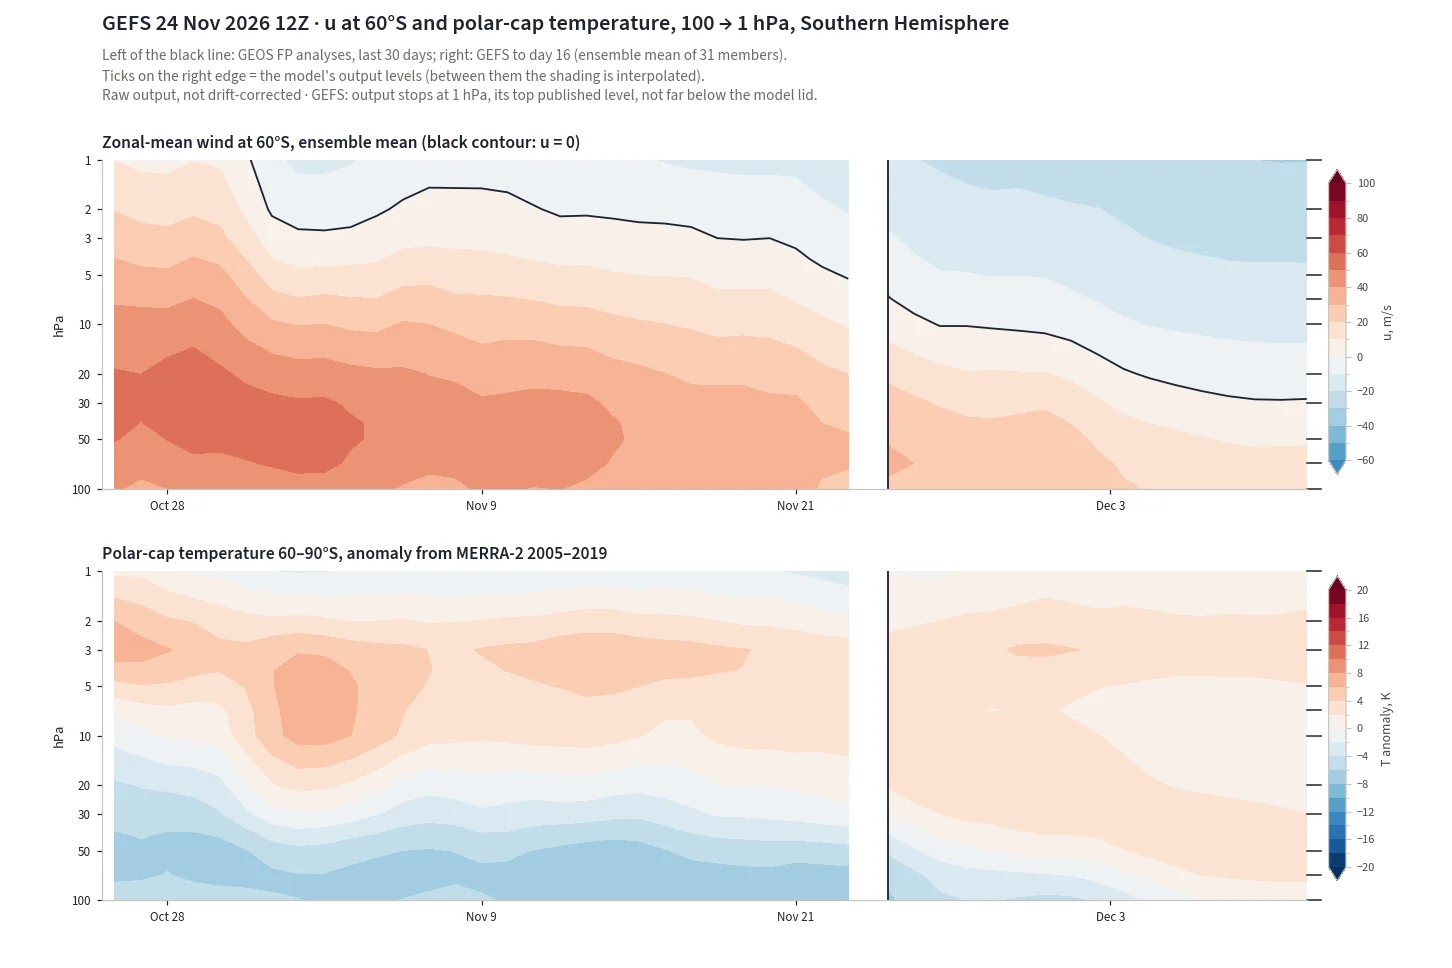 GEFS 24 Nov 2026 12Z · u at 60°S and polar-cap temperature, 100 → 1 hPa, Southern Hemisphere
Left of the black line: GEOS FP analyses, last 30 days; right: GEFS to day 16 (ensemble mean of 31 members).
Ticks on the right edge = the model's output levels (between them the shading is interpolated).
Raw output, not drift-corrected · GEFS: output stops at 1 hPa, its top published level, not far below the model lid.
Zonal-mean wind at 60°S, ensemble mean (black contour: u = 0)
1
2
3
5
10
20
30
50
100
hPa
Oct 28
Nov 9
Nov 21
Dec 3
100
80
60
40
20
0
−20
−40
−60
u, m/s
Polar-cap temperature 60–90°S, anomaly from MERRA-2 2005–2019
1
2
3
5
10
20
30
50
100
hPa
Oct 28
Nov 9
Nov 21
Dec 3
20
16
12
8
4
0
−4
−8
−12
−16
−20
T anomaly, K